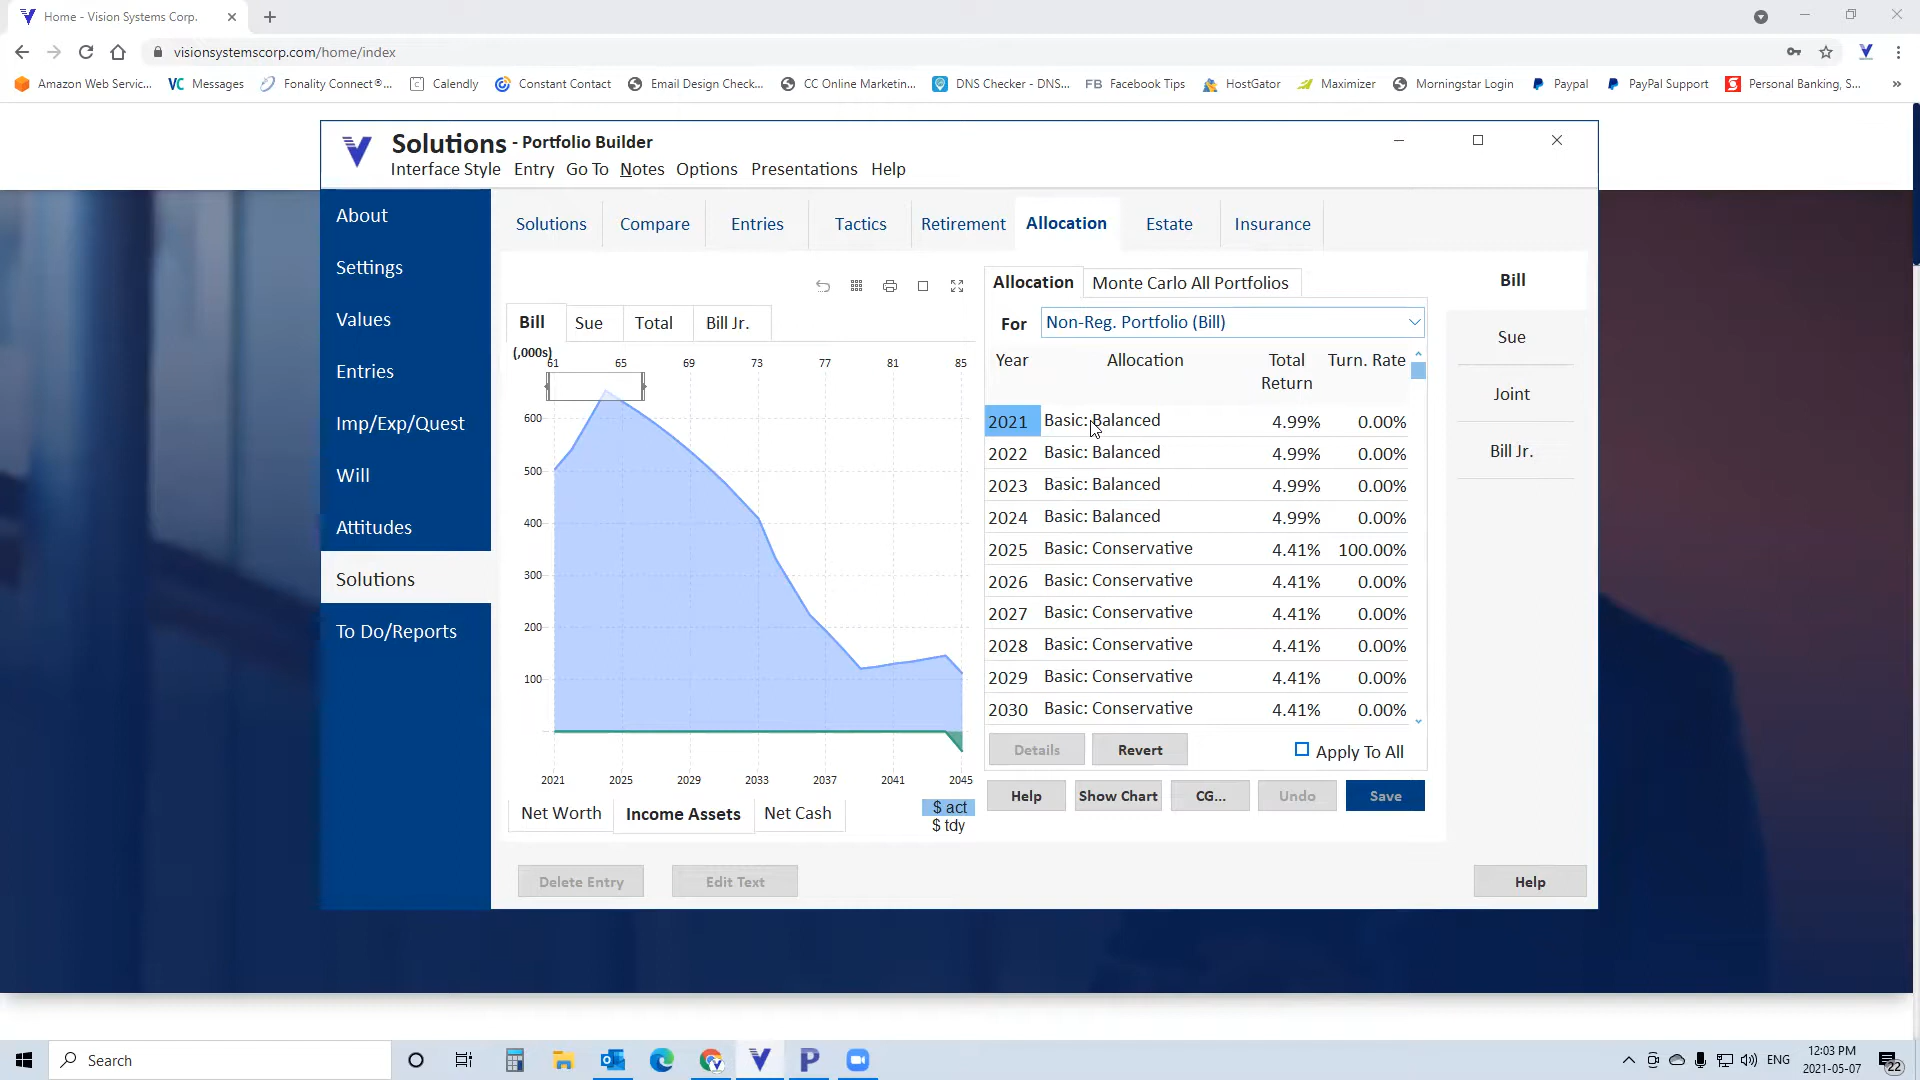 Home - Vision Systems Corp.
visionsystemscorp.com/home/index
Amazon Web Servic...
VC Messages
Fonality Connect®...
Calendly
Constant Contact
Email Design Check...
CC Online Marketin...
DNS Checker - DNS...
FB Facebook Tips
HostGator
Maximizer
Morningstar Login
Paypal
PayPal Support
Personal Banking, S...
Solutions - Portfolio Builder
Interface Style Entry Go To Notes Options Presentations Help
About
Settings
Values
Entries
Imp/Exp/Quest
Will
Attitudes
Solutions
To Do/Reports
Solutions Compare Entries Tactics Retirement Allocation Estate Insurance
Bill Sue Total Bill Jr.
(,000s)
61 65 69 73 77 81 85
600
500
400
300
200
100
2021 2025 2029 2033 2037 2041 2045
Net Worth Income Assets Net Cash
$ act
$ tdy
Allocation Monte Carlo All Portfolios
For Non-Reg. Portfolio (Bill)
Year Allocation Total Return Turn. Rate
2021 Basic: Balanced 4.99% 0.00%
2022 Basic: Balanced 4.99% 0.00%
2023 Basic: Balanced 4.99% 0.00%
2024 Basic: Balanced 4.99% 0.00%
2025 Basic: Conservative 4.41% 100.00%
2026 Basic: Conservative 4.41% 0.00%
2027 Basic: Conservative 4.41% 0.00%
2028 Basic: Conservative 4.41% 0.00%
2029 Basic: Conservative 4.41% 0.00%
2030 Basic: Conservative 4.41% 0.00%
Details Revert Apply To All
Help Show Chart CG... Undo Save
Bill
Sue
Joint
Bill Jr.
Delete Entry Edit Text Help
Search
ENG
12:03 PM
2021-05-07
22